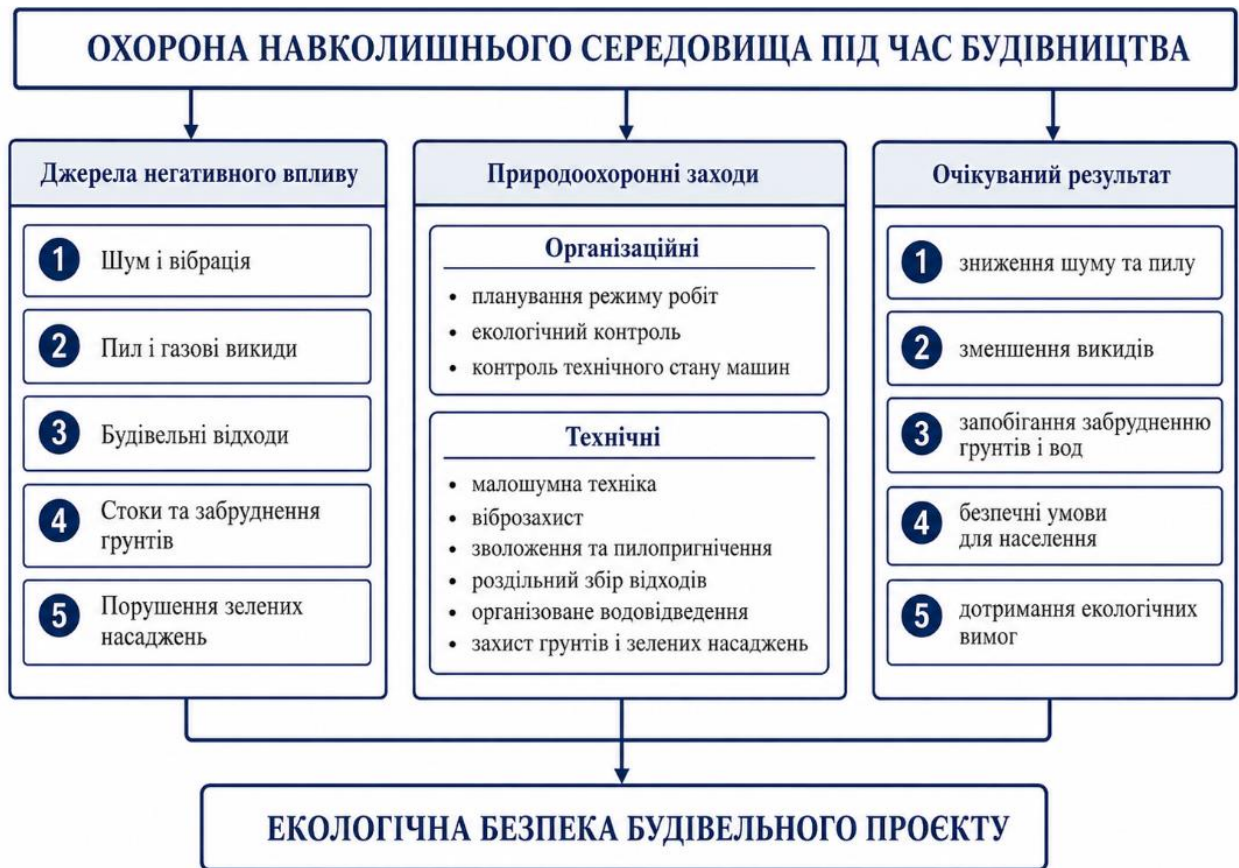 ОХОРОНА НАВКОЛИШНЬОГО СЕРЕДОВИЩА ПІД ЧАС БУДІВНИЦТВА
Джерела негативного впливу
1 Шум і вібрація
2 Пил і газові викиди
3 Будівельні відходи
4 Стоки та забруднення
грунтів
5 Порушення зелених
насаджень
Природоохоронні заходи
Організаційні
• планування режиму робіт
• екологічний контроль
• контроль технічного стану машин
Технічні
• малошумна техніка
• віброзахист
• зволоження та пилопригнічення
• роздільний збір відходів
• організоване водовідведення
• захист грунтів і зелених насаджень
Очікуваний результат
1 зниження шуму та пилу
2 зменшення викидів
3 запобігання забрудненню
грунтів і вод
4 безпечні умови
для населення
5 дотримання екологічних
вимог
ЕКОЛОГІЧНА БЕЗПЕКА БУДІВЕЛЬНОГО ПРОЄКТУ